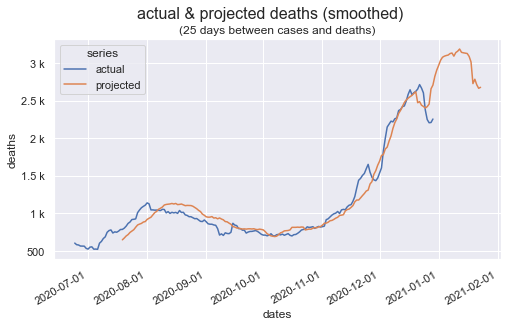 actual & projected deaths (smoothed)
(25 days between cases and deaths)
series
actual
projected
3 k
2.5 k
2 k
1.5 k
1 k
500
deaths
2020-07-01
2020-08-01
2020-09-01
2020-10-01
2020-11-01
2020-12-01
2021-01-01
2021-02-01
dates